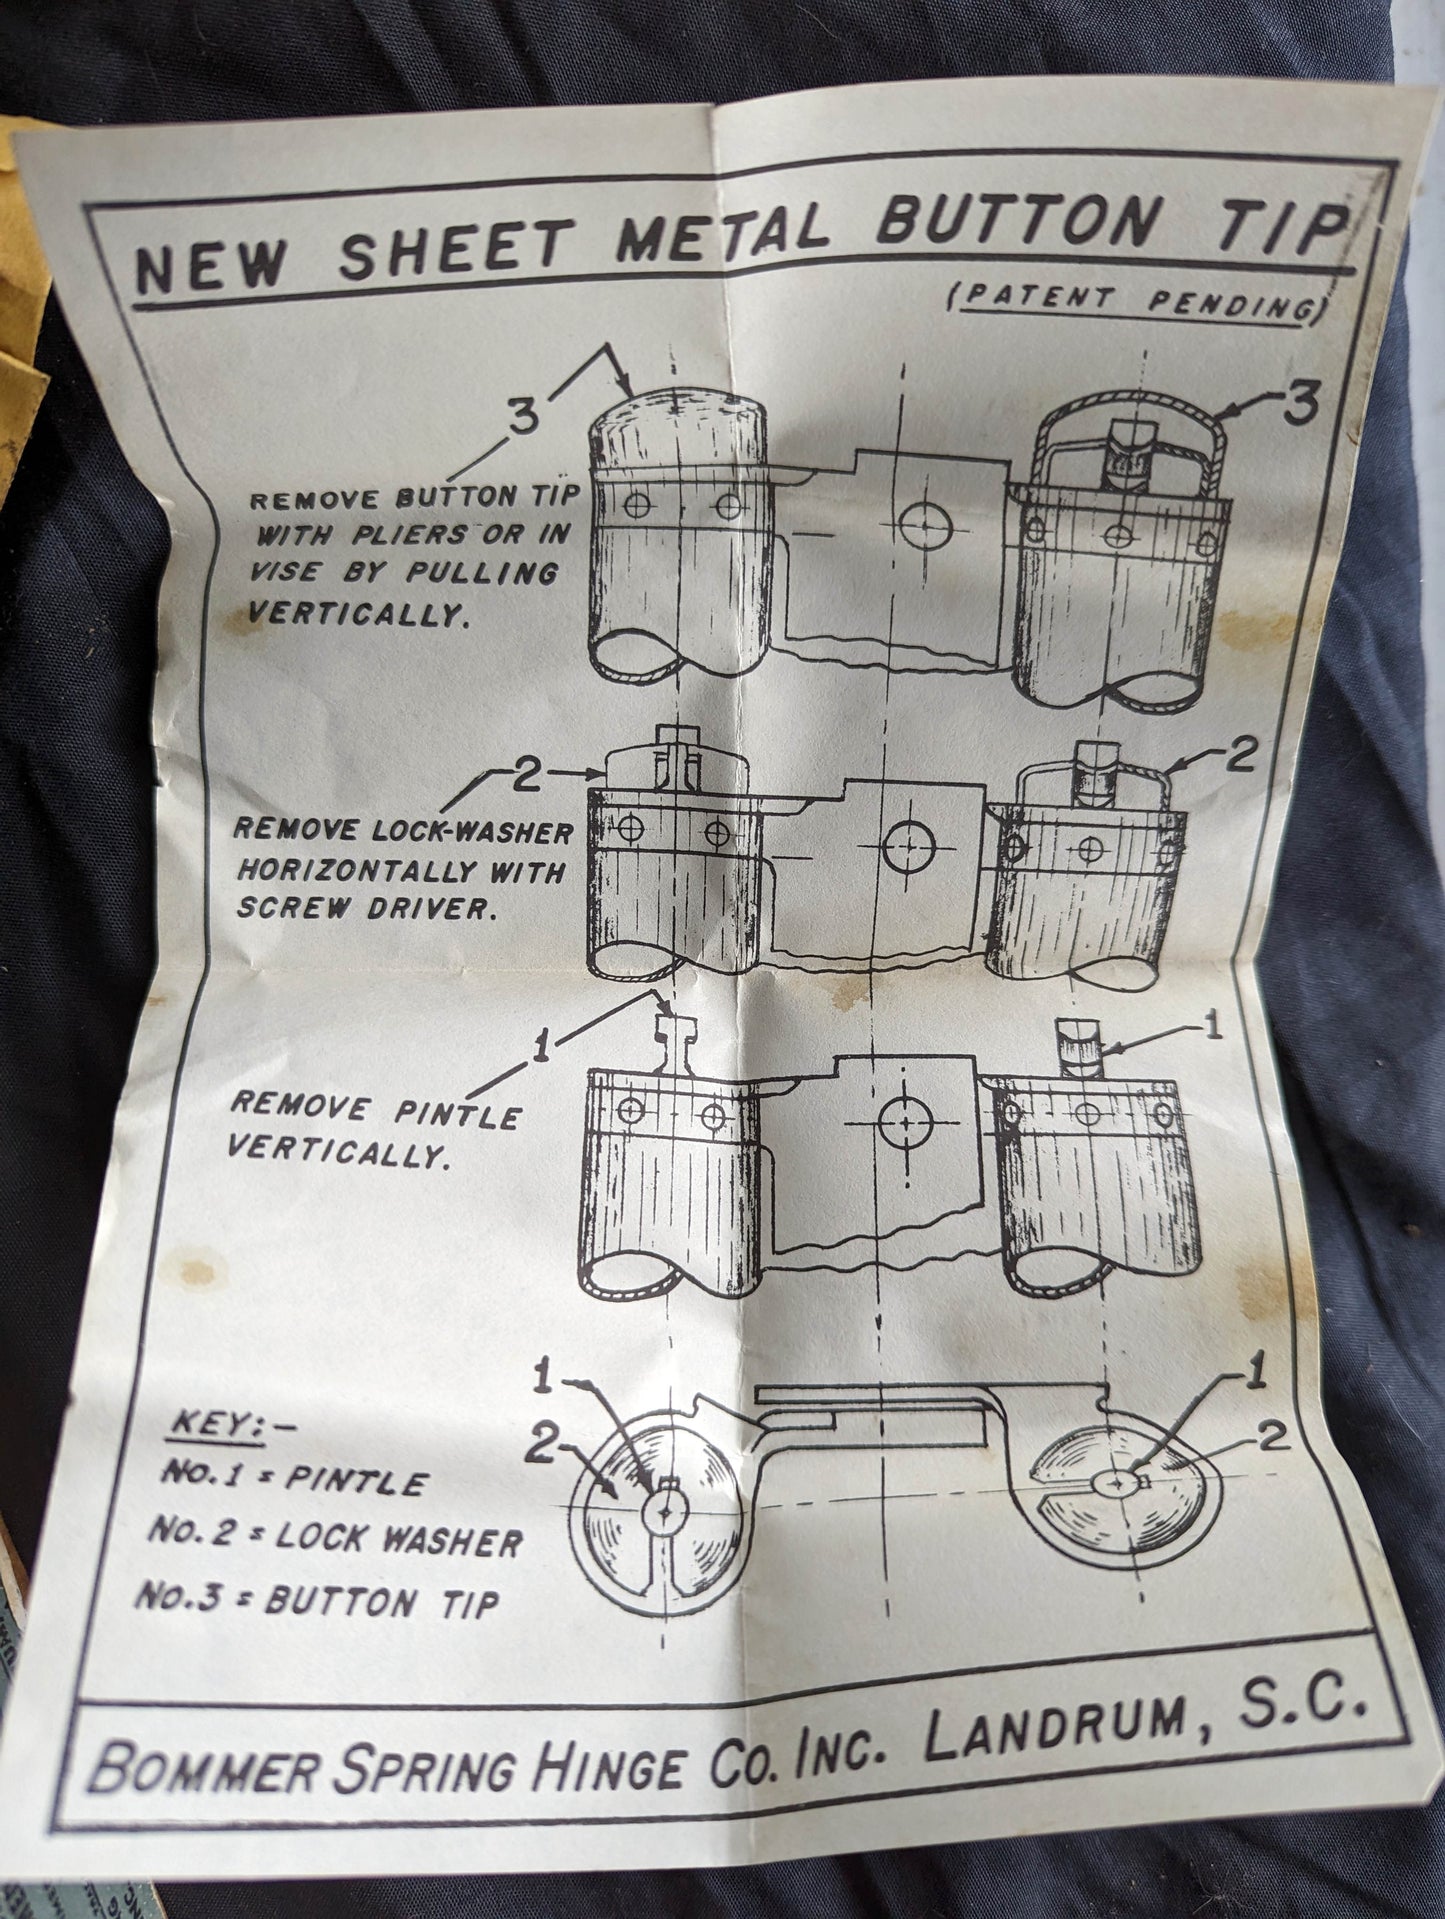 NEW SHEET METAL BUTTON TIP
(PATENT PENDING)
3
3
REMOVE BUTTON TIP
WITH PLIERS OR IN
VISE BY PULLING
VERTICALLY.
2
2
REMOVE LOCK-WASHER
HORIZONTALLY WITH
SCREW DRIVER.
1
1
REMOVE PINTLE
VERTICALLY.
1
1
2
2
KEY:-
NO.1 = PINTLE
NO.2 = LOCK WASHER
NO.3 = BUTTON TIP
BOMMER SPRING HINGE CO. INC. LANDRUM, S.C.